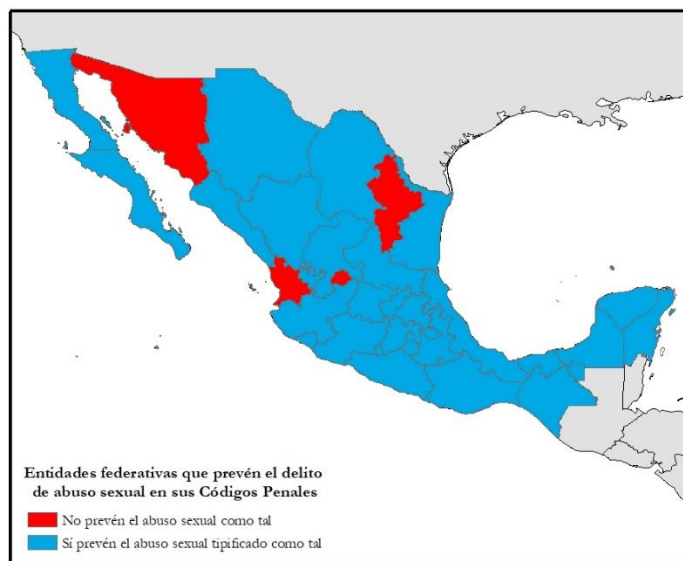 Entidades federativas que prevén el delito
de abuso sexual en sus Códigos Penales
No prevén el abuso sexual como tal
Sí prevén el abuso sexual tipificado como tal